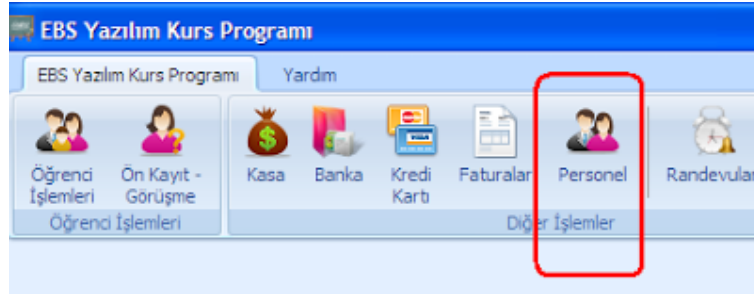 EBS Yazılım Kurs Programı
EBS Yazılım Kurs Programı Yardım
Öğrenci İşlemleri
Ön Kayıt - Görüşme
Kasa
Banka
Kredi Kartı
Faturalar
Personel
Randevular
Öğrenci İşlemleri
Diğer İşlemler